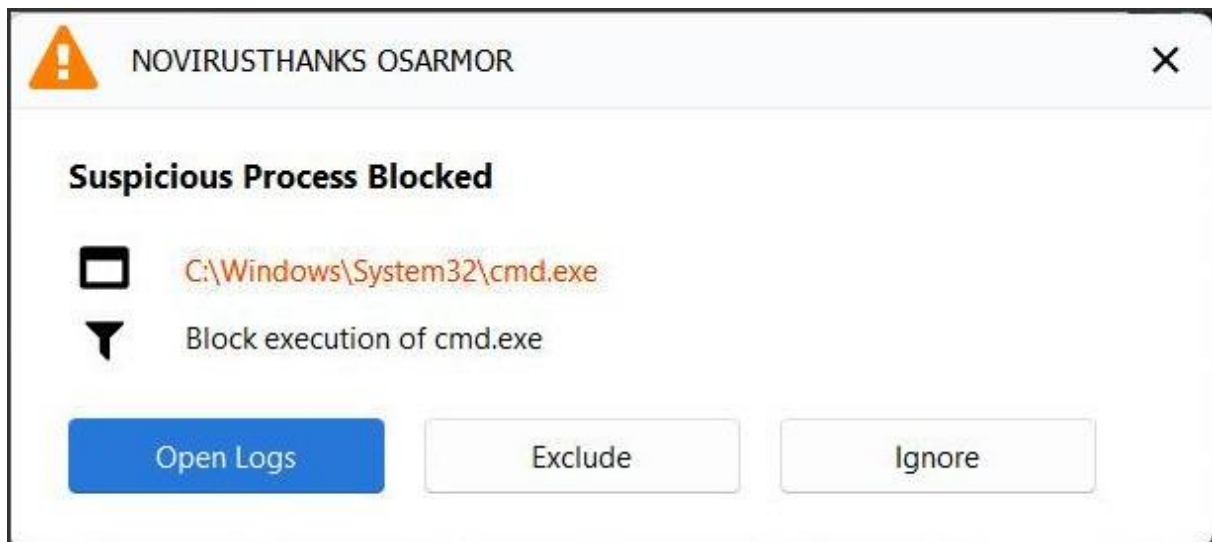 NOVIRUSTHANKS OSARMOR
Suspicious Process Blocked
C:\Windows\System32\cmd.exe
Block execution of cmd.exe
Open Logs
Exclude
Ignore